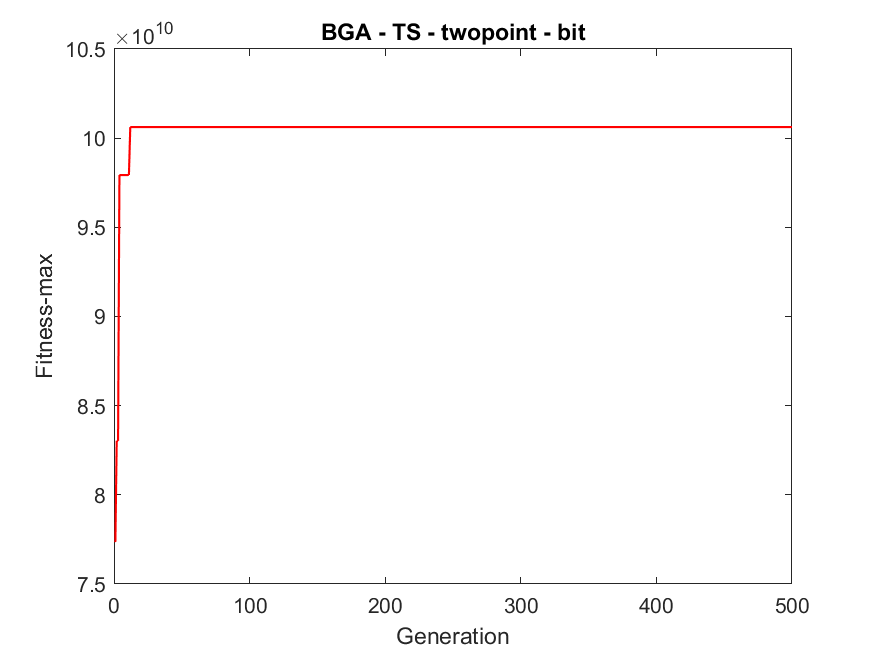 BGA - TS - twopoint - bit
×10^10
10.5
10
9.5
9
8.5
8
7.5
Fitness-max
0 100 200 300 400 500
Generation